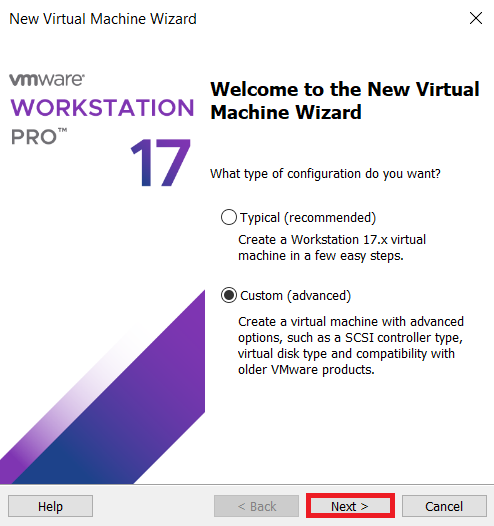 New Virtual Machine Wizard
vmware®
WORKSTATION
PRO™
17
Welcome to the New Virtual
Machine Wizard
What type of configuration do you want?
Typical (recommended)
Create a Workstation 17.x virtual
machine in a few easy steps.
Custom (advanced)
Create a virtual machine with advanced
options, such as a SCSI controller type,
virtual disk type and compatibility with
older VMware products.
Help
< Back
Next >
Cancel